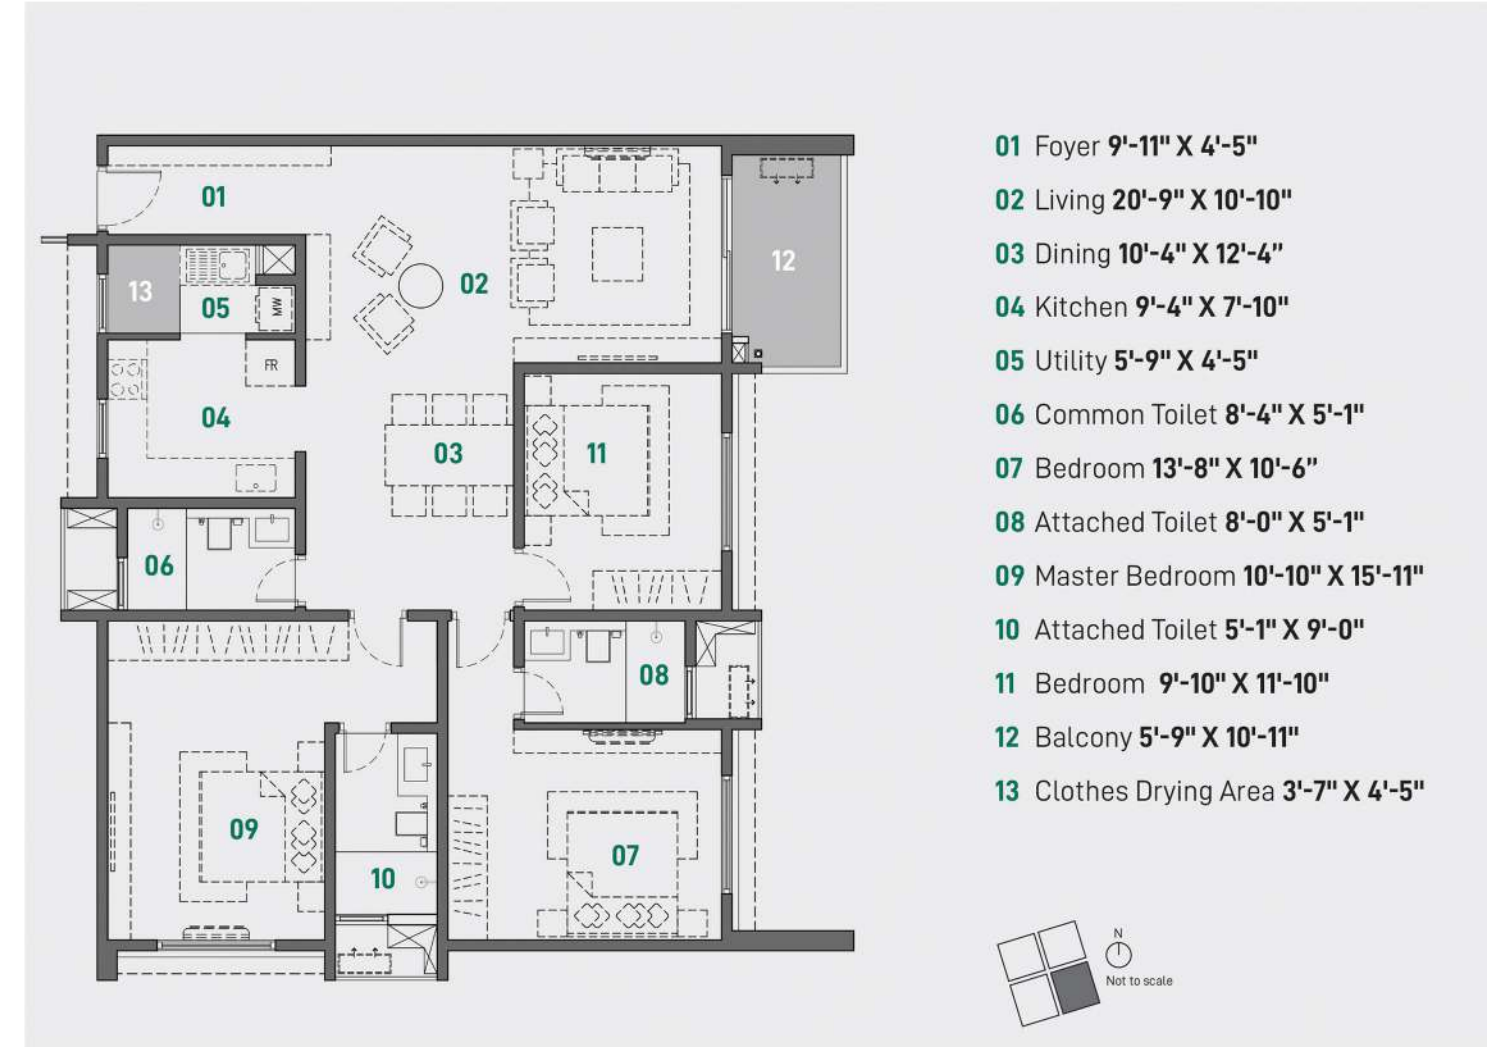 01
02
03
04
05
06
07
08
09
10
11
12
13
MW
FR
01 Foyer 9'-11" X 4'-5"
02 Living 20'-9" X 10'-10"
03 Dining 10'-4" X 12'-4”
04 Kitchen 9'-4" X 7'-10"
05 Utility 5'-9" X 4'-5"
06 Common Toilet 8'-4" X 5'-1"
07 Bedroom 13'-8" X 10'-6”
08 Attached Toilet 8'-0" X 5'-1"
09 Master Bedroom 10'-10" X 15'-11"
10 Attached Toilet 5'-1" X 9'-0"
11 Bedroom 9'-10" X 11'-10"
12 Balcony 5'-9" X 10'-11"
13 Clothes Drying Area 3'-7" X 4'-5"
N
Not to scale